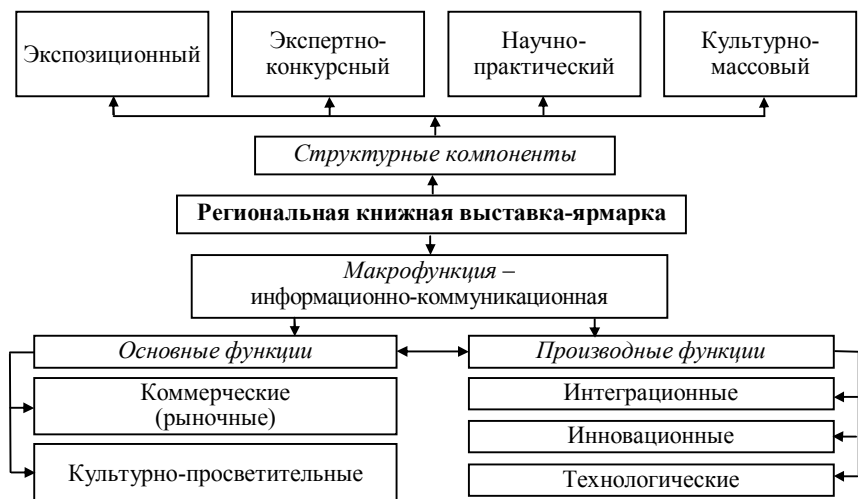 Экспозиционный
Экспертно-
конкурсный
Научно-
практический
Культурно-
массовый
Структурные компоненты
Региональная книжная выставка-ярмарка
Макрофункция –
информационно-коммуникационная
Основные функции
Производные функции
Коммерческие
(рыночные)
Культурно-просветительные
Интеграционные
Инновационные
Технологические